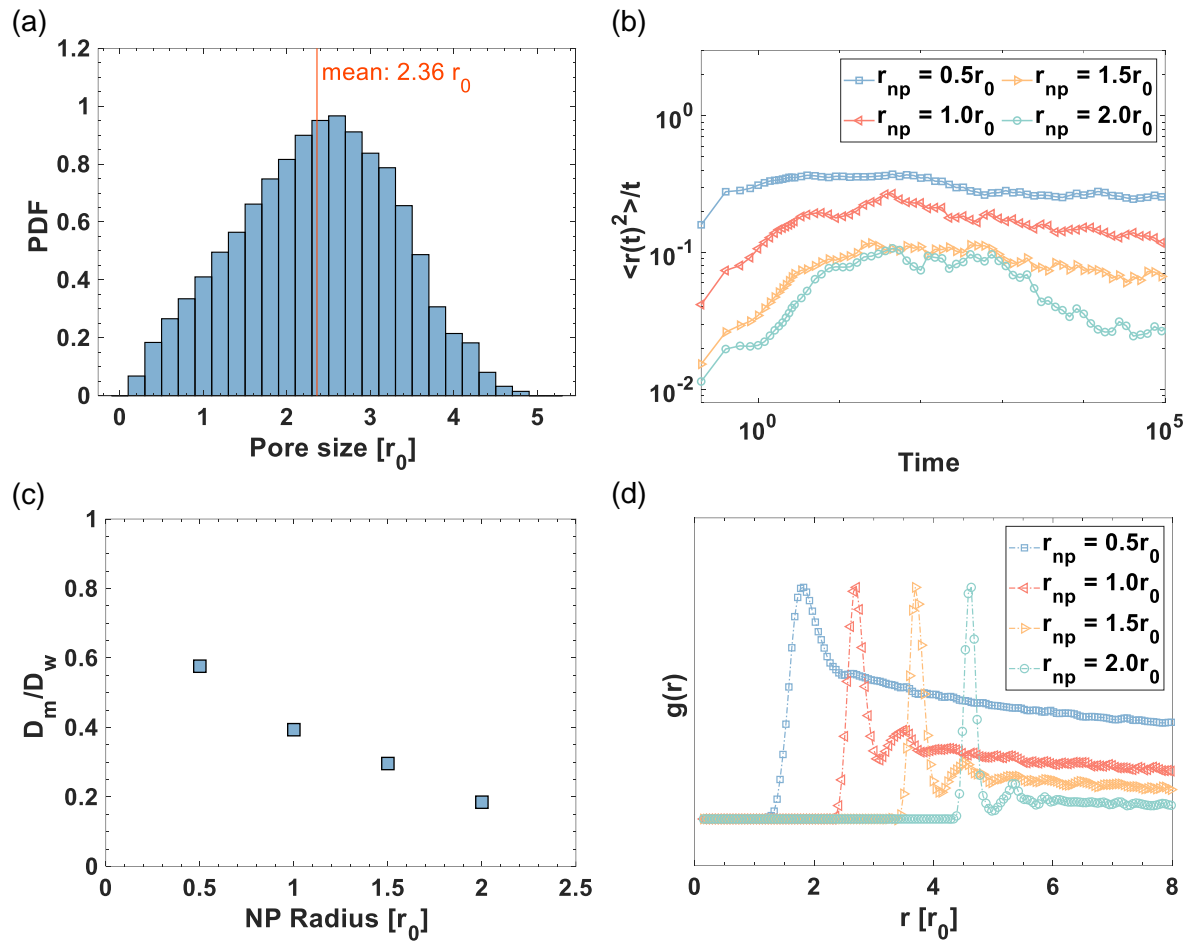 (a)
1.2
1
0.8
0.6
0.4
0.2
0
PDF
mean: 2.36 r0
0 1 2 3 4 5
Pore size [r0]
(b)
10^0
10^-1
10^-2
<r(t)^2>/t
rnp = 0.5r0 rnp = 1.5r0
rnp = 1.0r0 rnp = 2.0r0
10^0 10^5
Time
(c)
1
0.8
0.6
0.4
0.2
0
Dm/Dw
0 0.5 1 1.5 2 2.5
NP Radius [r0]
(d)
g(r)
rnp = 0.5r0
rnp = 1.0r0
rnp = 1.5r0
rnp = 2.0r0
0 2 4 6 8
r [r0]